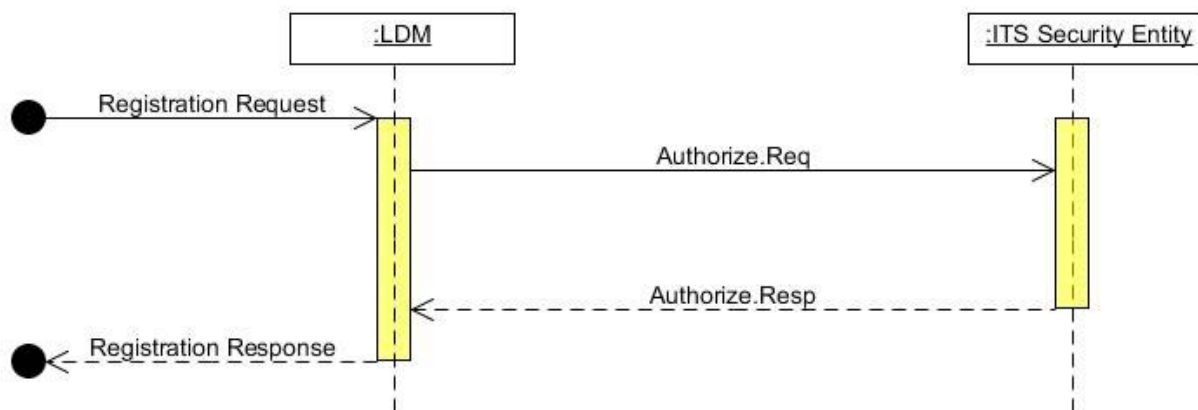 :LDM
:ITS Security Entity
Registration Request
Authorize.Req
Authorize.Resp
Registration Response